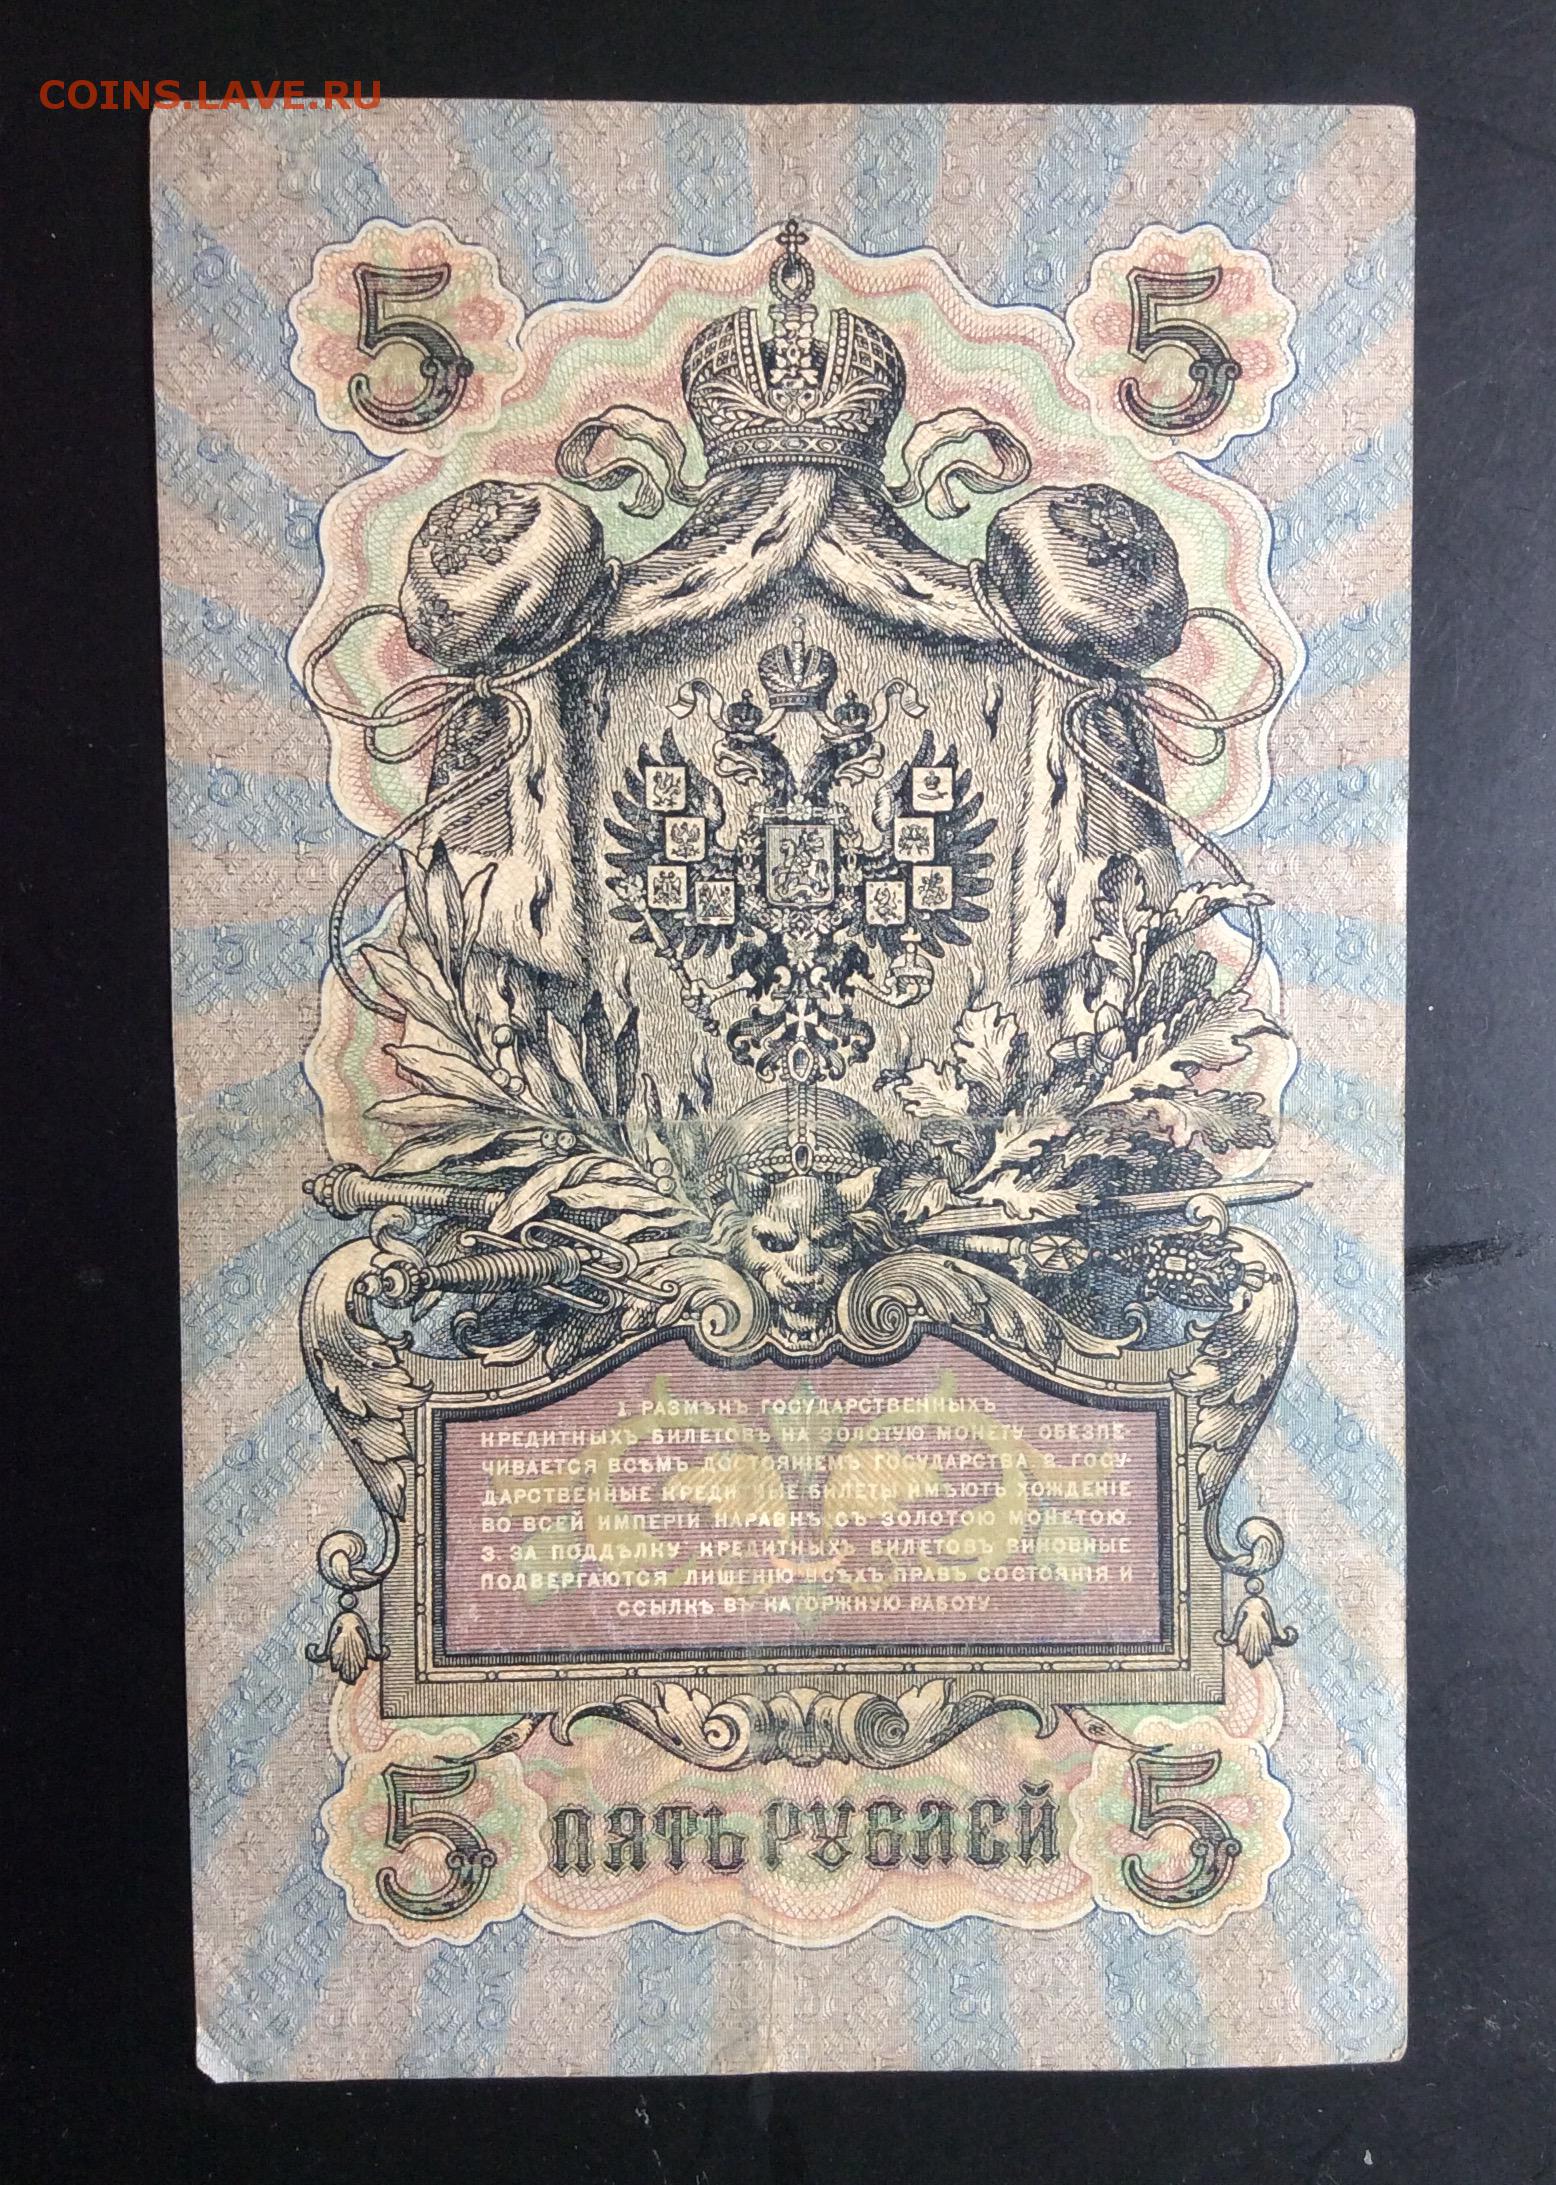 COINS.LAVE.RU
5 5
1. РАЗМѢНЪ ГОСУДАРСТВЕННЫХЪ
КРЕДИТНЫХЪ БИЛЕТОВЪ НА ЗОЛОТУЮ МОНЕТУ ОБЕЗПЕ-
ЧИВАЕТСЯ ВСѢМЪ ДОСТОЯНІЕМЪ ГОСУДАРСТВА 2. ГОСУ-
ДАРСТВЕННЫЕ КРЕДИТНЫЕ БИЛЕТЫ ИМѢЮТЪ ХОЖДЕНІЕ
ВО ВСЕЙ ИМПЕРІИ НАРАВНѢ СЪ ЗОЛОТОЮ МОНЕТОЮ.
3. ЗА ПОДДѢЛКУ КРЕДИТНЫХЪ БИЛЕТОВЪ ВИНОВНЫЕ
ПОДВЕРГАЮТСЯ ЛИШЕНІЮ ВСѢХЪ ПРАВЪ СОСТОЯНІЯ И
ССЫЛКѢ ВЪ КАТОРЖНУЮ РАБОТУ.
5 ПЯТЬ РУБЛЕЙ 5